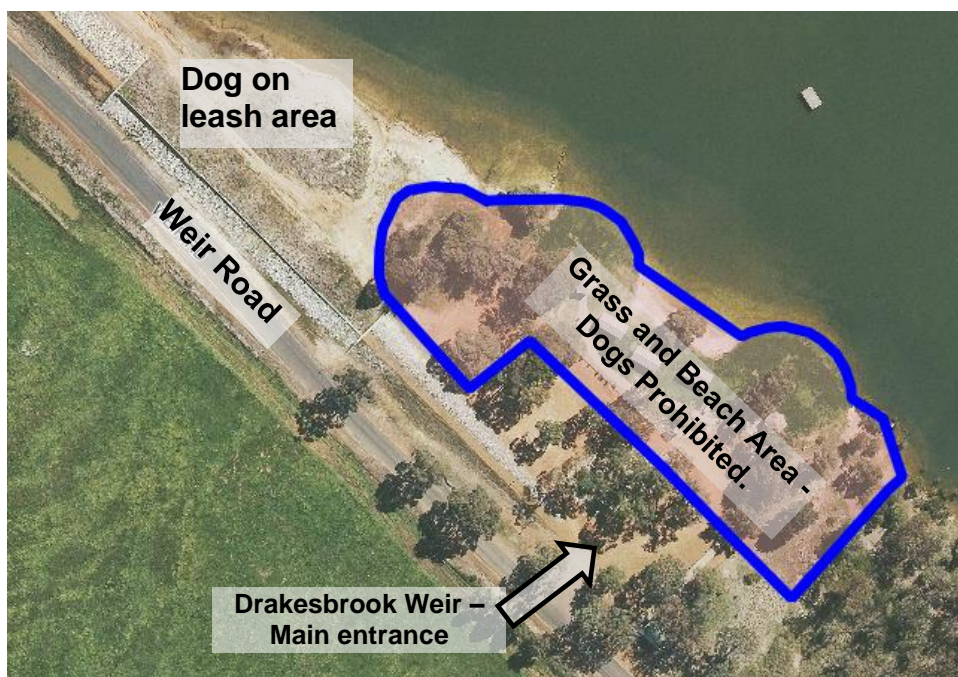 Dog on
leash area
Weir Road
Grass and Beach Area -
Dogs Prohibited.
Drakesbrook Weir –
Main entrance